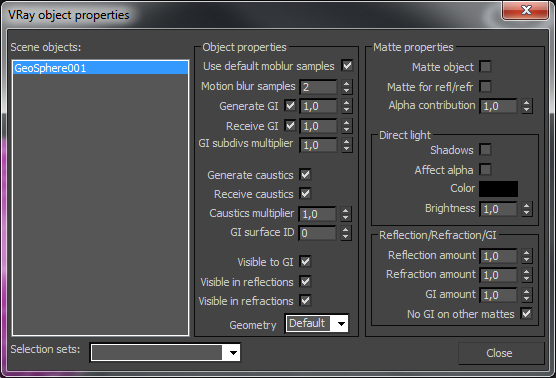 VRay object properties
Scene objects:
GeoSphere001
Selection sets:
Object properties
Use default moblur samples
Motion blur samples 2
Generate GI 1,0
Receive GI 1,0
GI subdivs multiplier 1,0
Generate caustics
Receive caustics
Caustics multiplier 1,0
GI surface ID 0
Visible to GI
Visible in reflections
Visible in refractions
Geometry Default
Matte properties
Matte object
Matte for refl/refr
Alpha contribution 1,0
Direct light
Shadows
Affect alpha
Color
Brightness 1,0
Reflection/Refraction/GI
Reflection amount 1,0
Refraction amount 1,0
GI amount 1,0
No GI on other mattes
Close